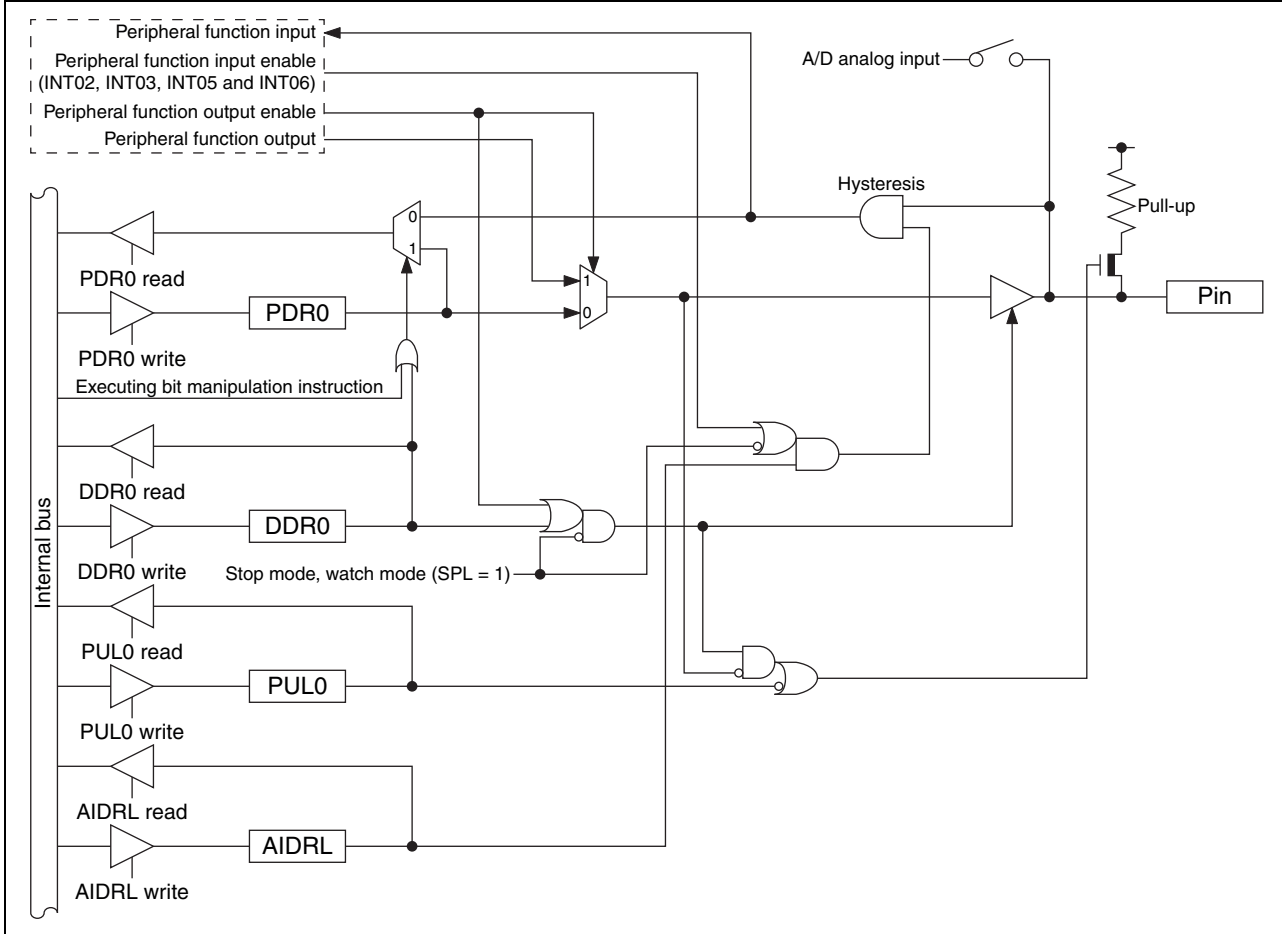 Peripheral function input
Peripheral function input enable
(INT02, INT03, INT05 and INT06)
Peripheral function output enable
Peripheral function output
A/D analog input
Hysteresis
Pull-up
0
1
PDR0 read
1
0
Pin
PDR0
PDR0 write
Executing bit manipulation instruction
DDR0 read
Internal bus
DDR0
DDR0 write
Stop mode, watch mode (SPL = 1)
PUL0 read
PUL0
PUL0 write
AIDRL read
AIDRL
AIDRL write